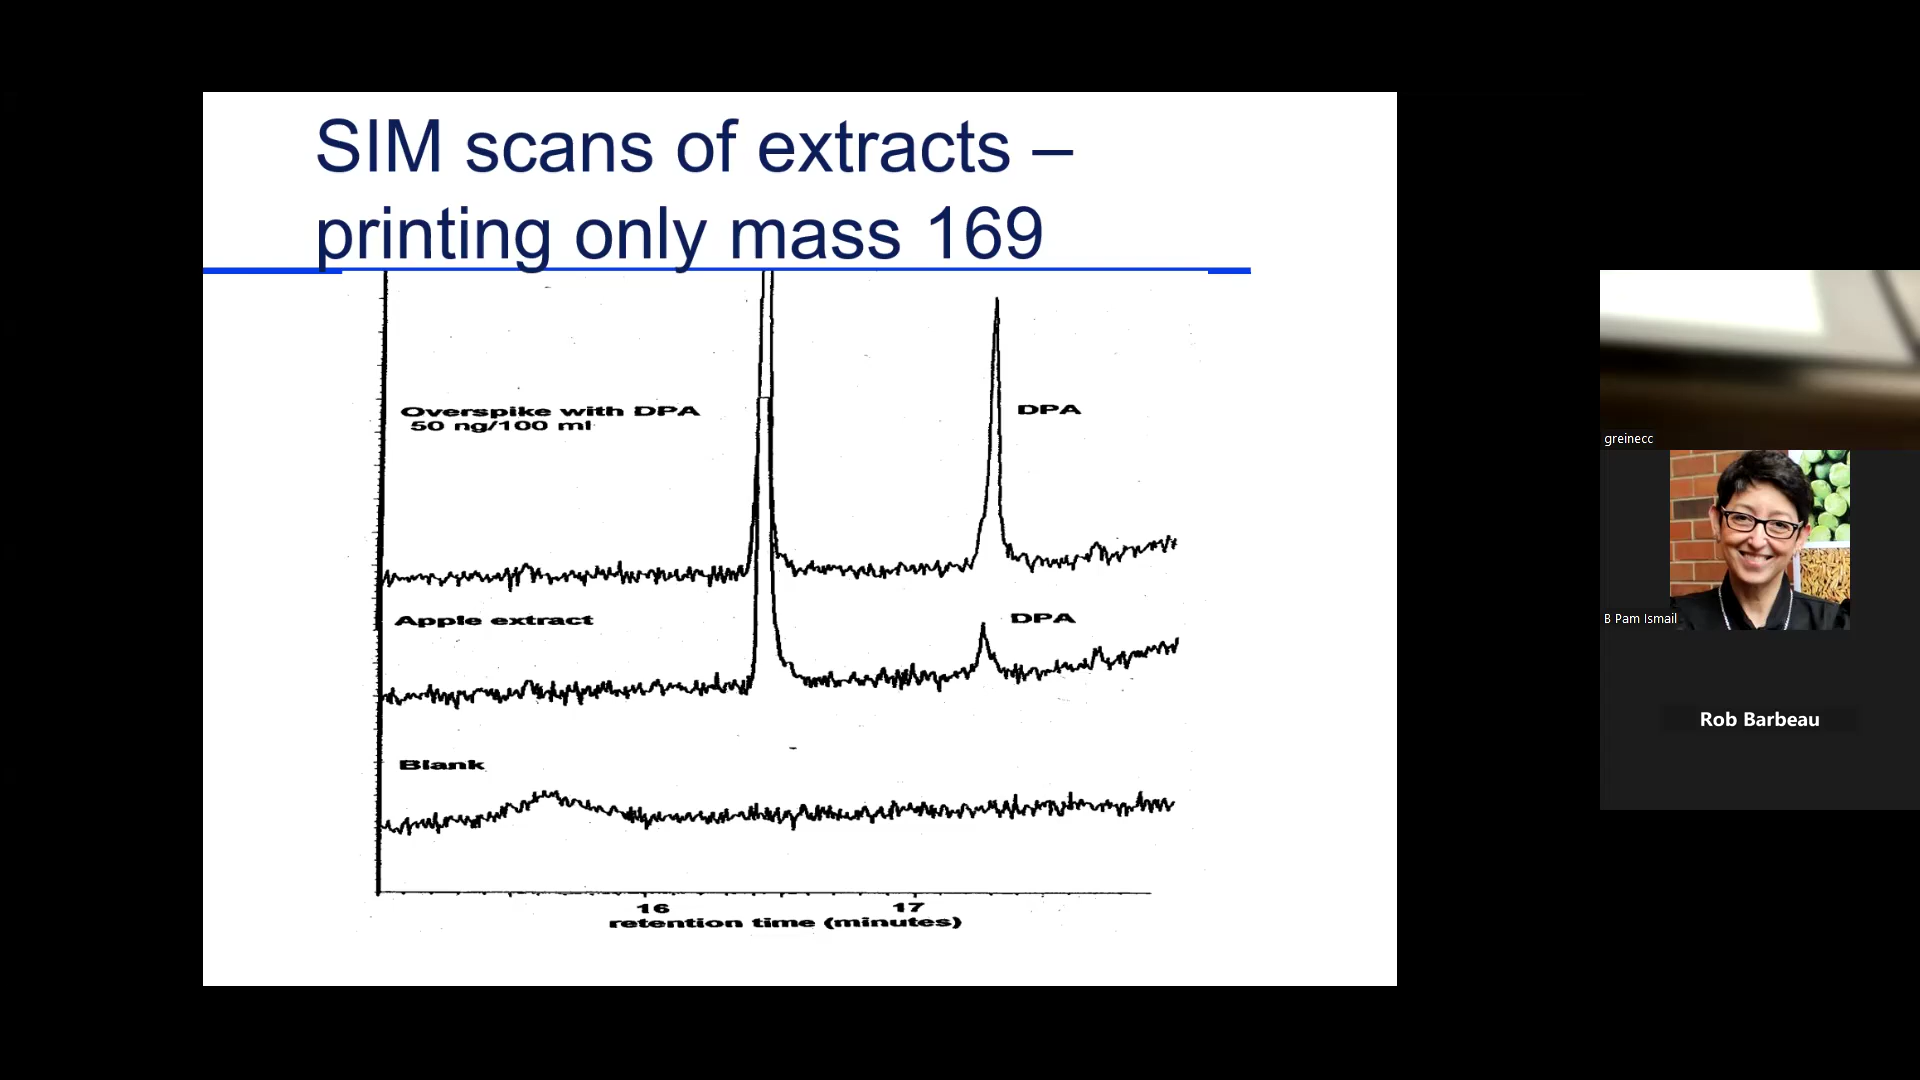 SIM scans of extracts –
printing only mass 169
Overspike with DPA
50 ng/100 ml
DPA
Apple extract
DPA
Blank
16
17
retention time (minutes)
greinecc
B Pam Ismail
Rob Barbeau